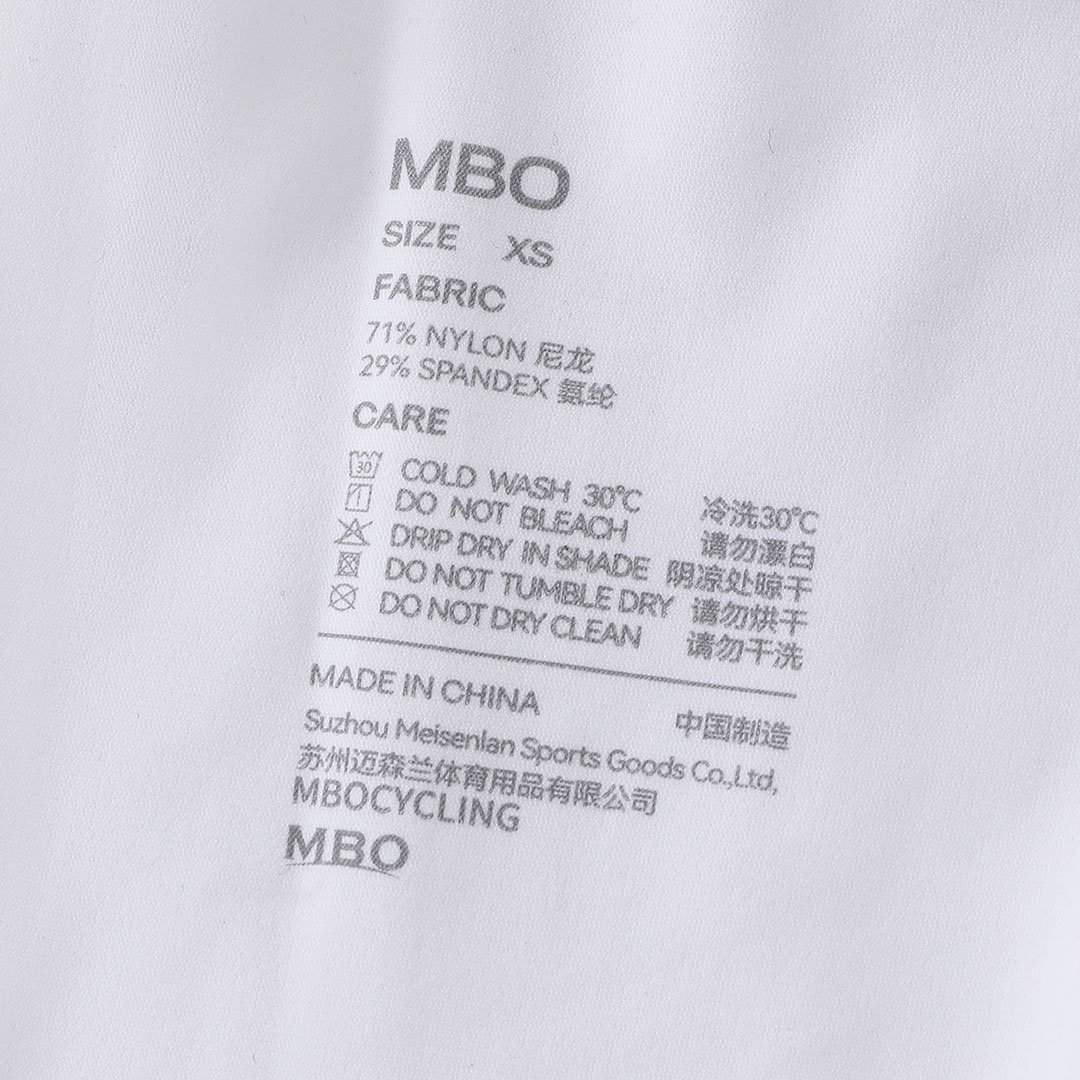 MBO
SIZE XS
FABRIC
71% NYLON 尼龙
29% SPANDEX 氨纶
CARE
30 COLD WASH 30℃ 冷洗30℃
DO NOT BLEACH 请勿漂白
DRIP DRY IN SHADE 阴凉处晾干
DO NOT TUMBLE DRY 请勿烘干
DO NOT DRY CLEAN 请勿干洗
MADE IN CHINA 中国制造
Suzhou Meisenlan Sports Goods Co.,Ltd,
苏州迈森兰体育用品有限公司
MBOCYCLING
MBO